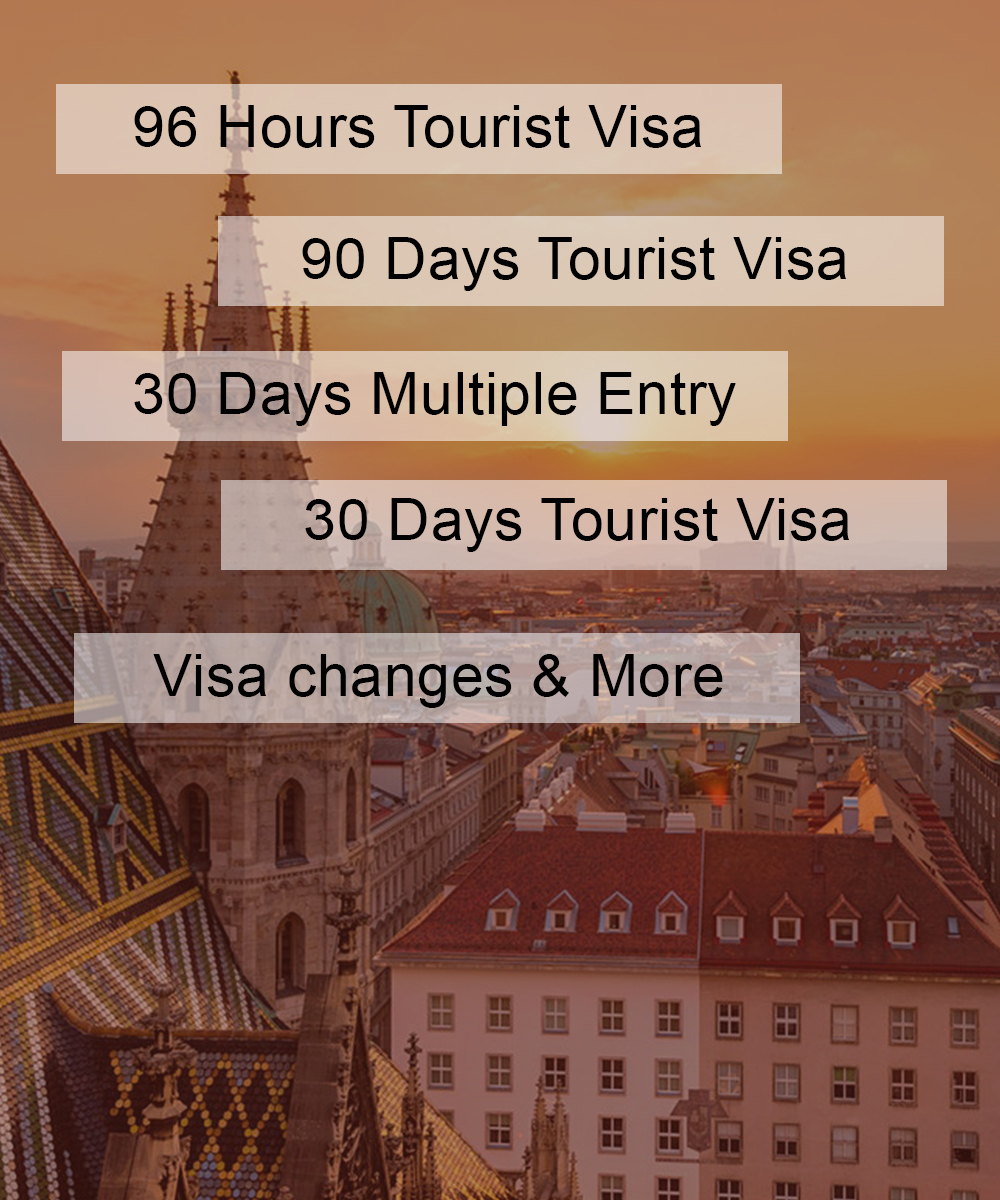 96 Hours Tourist Visa
90 Days Tourist Visa
30 Days Multiple Entry
30 Days Tourist Visa
Visa changes & More